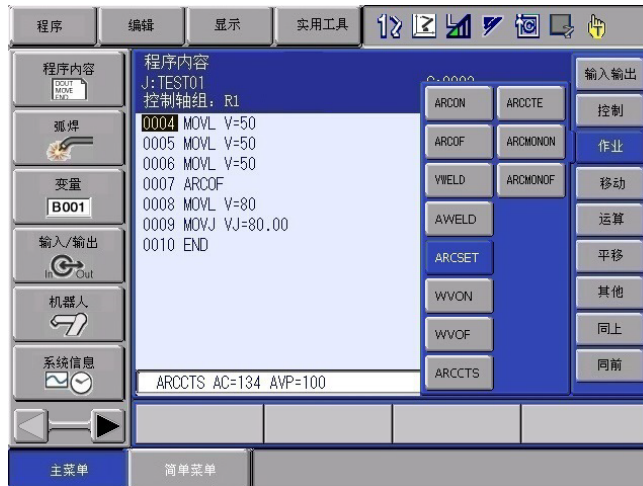 程序
编辑
显示
实用工具
程序内容
DOUT
MOVE
END
弧焊
变量
B001
输入/输出
In Out
机器人
系统信息
程序内容
J:TEST01
控制轴组: R1
0004 MOVL V=50
0005 MOVL V=50
0006 MOVL V=50
0007 ARCOF
0008 MOVL V=80
0009 MOVJ VJ=80.00
0010 END
ARCCTS AC=134 AVP=100
ARCON
ARCCTE
ARCOF
ARCMONON
VWELD
ARCMONOF
AWELD
ARCSET
WVON
WVOF
ARCCTS
输入输出
控制
作业
移动
运算
平移
其他
同上
同前
主菜单
简单菜单